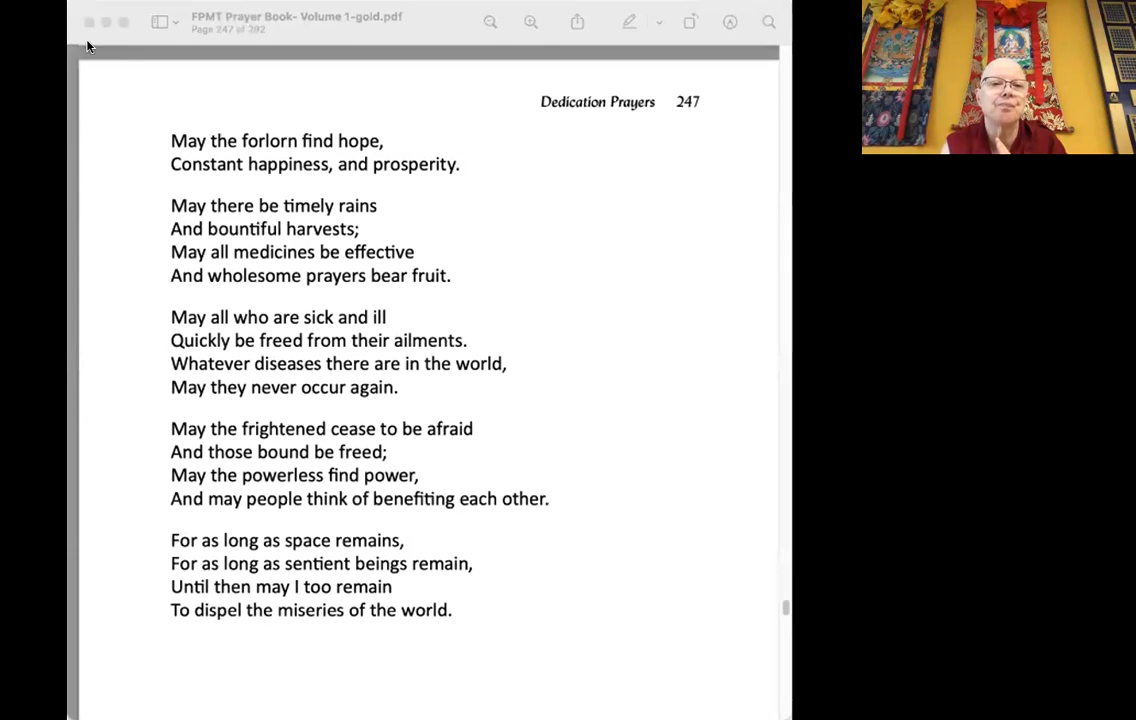 FPMT Prayer Book- Volume 1-gold.pdf
Page 247 of 292
Dedication Prayers 247
May the forlorn find hope,
Constant happiness, and prosperity.
May there be timely rains
And bountiful harvests;
May all medicines be effective
And wholesome prayers bear fruit.
May all who are sick and ill
Quickly be freed from their ailments.
Whatever diseases there are in the world,
May they never occur again.
May the frightened cease to be afraid
And those bound be freed;
May the powerless find power,
And may people think of benefiting each other.
For as long as space remains,
For as long as sentient beings remain,
Until then may I too remain
To dispel the miseries of the world.